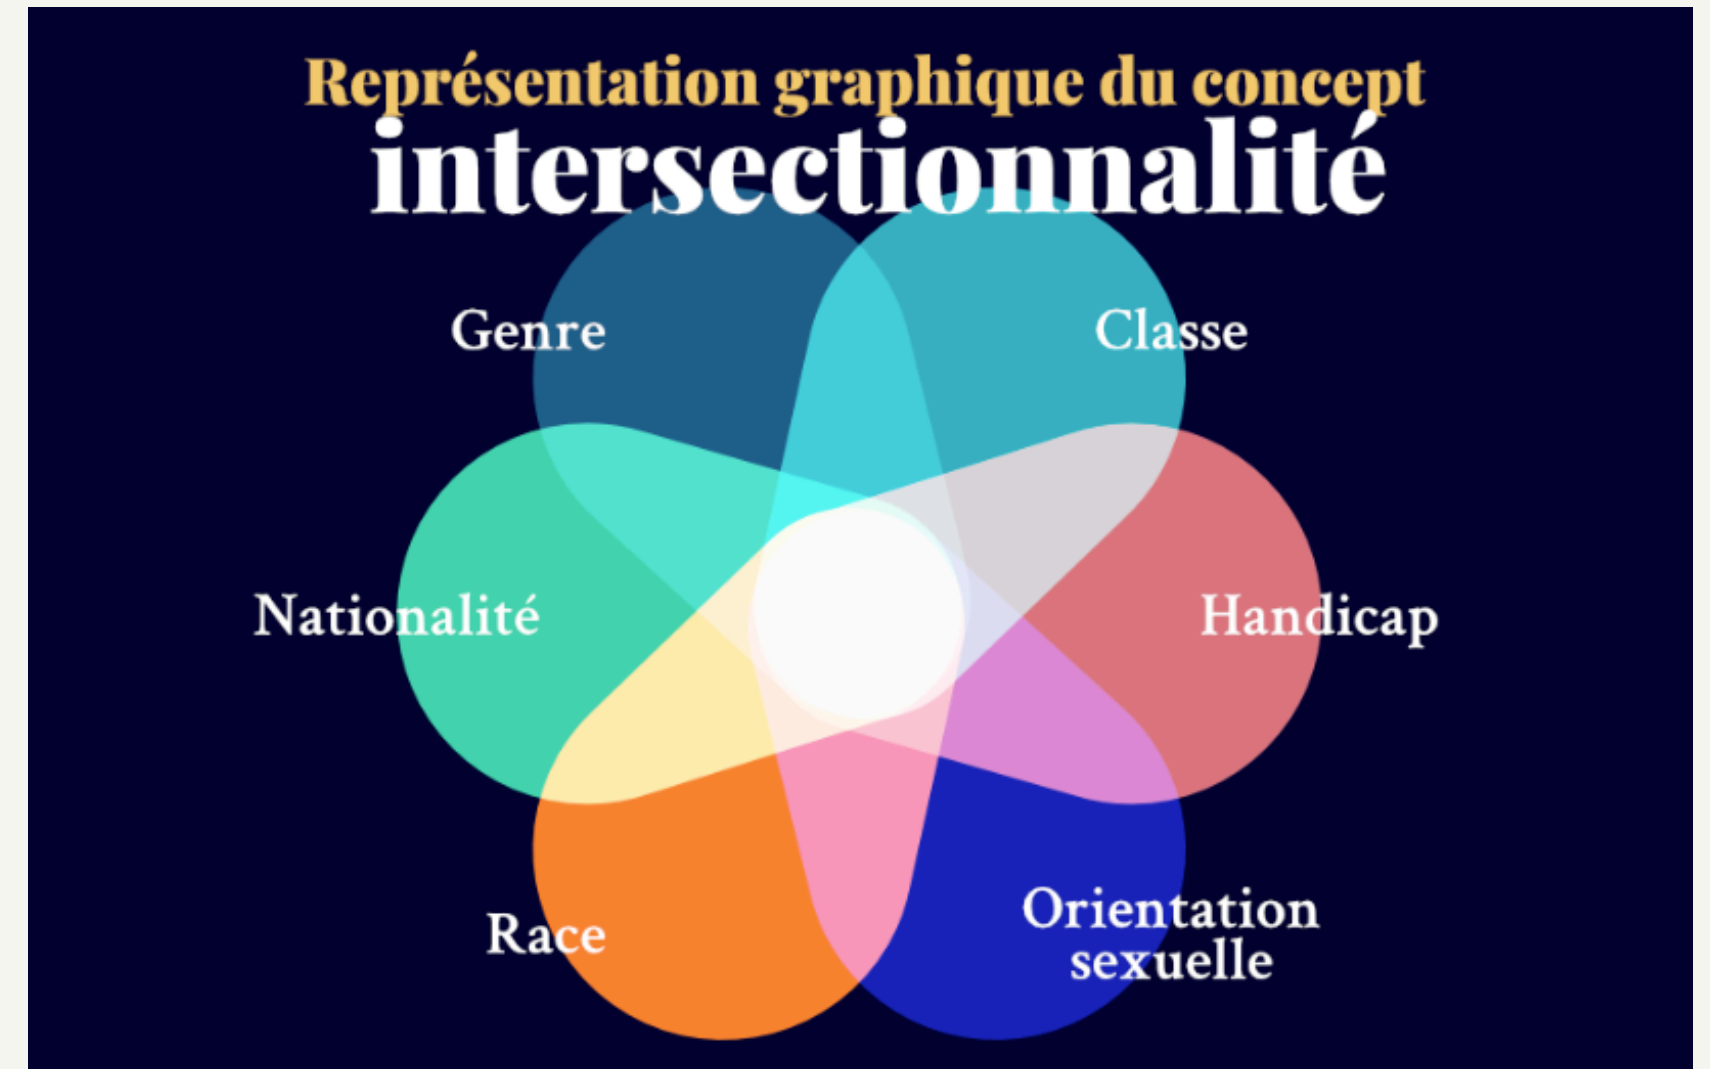 Représentation graphique du concept
intersectionnalité
Genre
Classe
Nationalité
Handicap
Race
Orientation
sexuelle